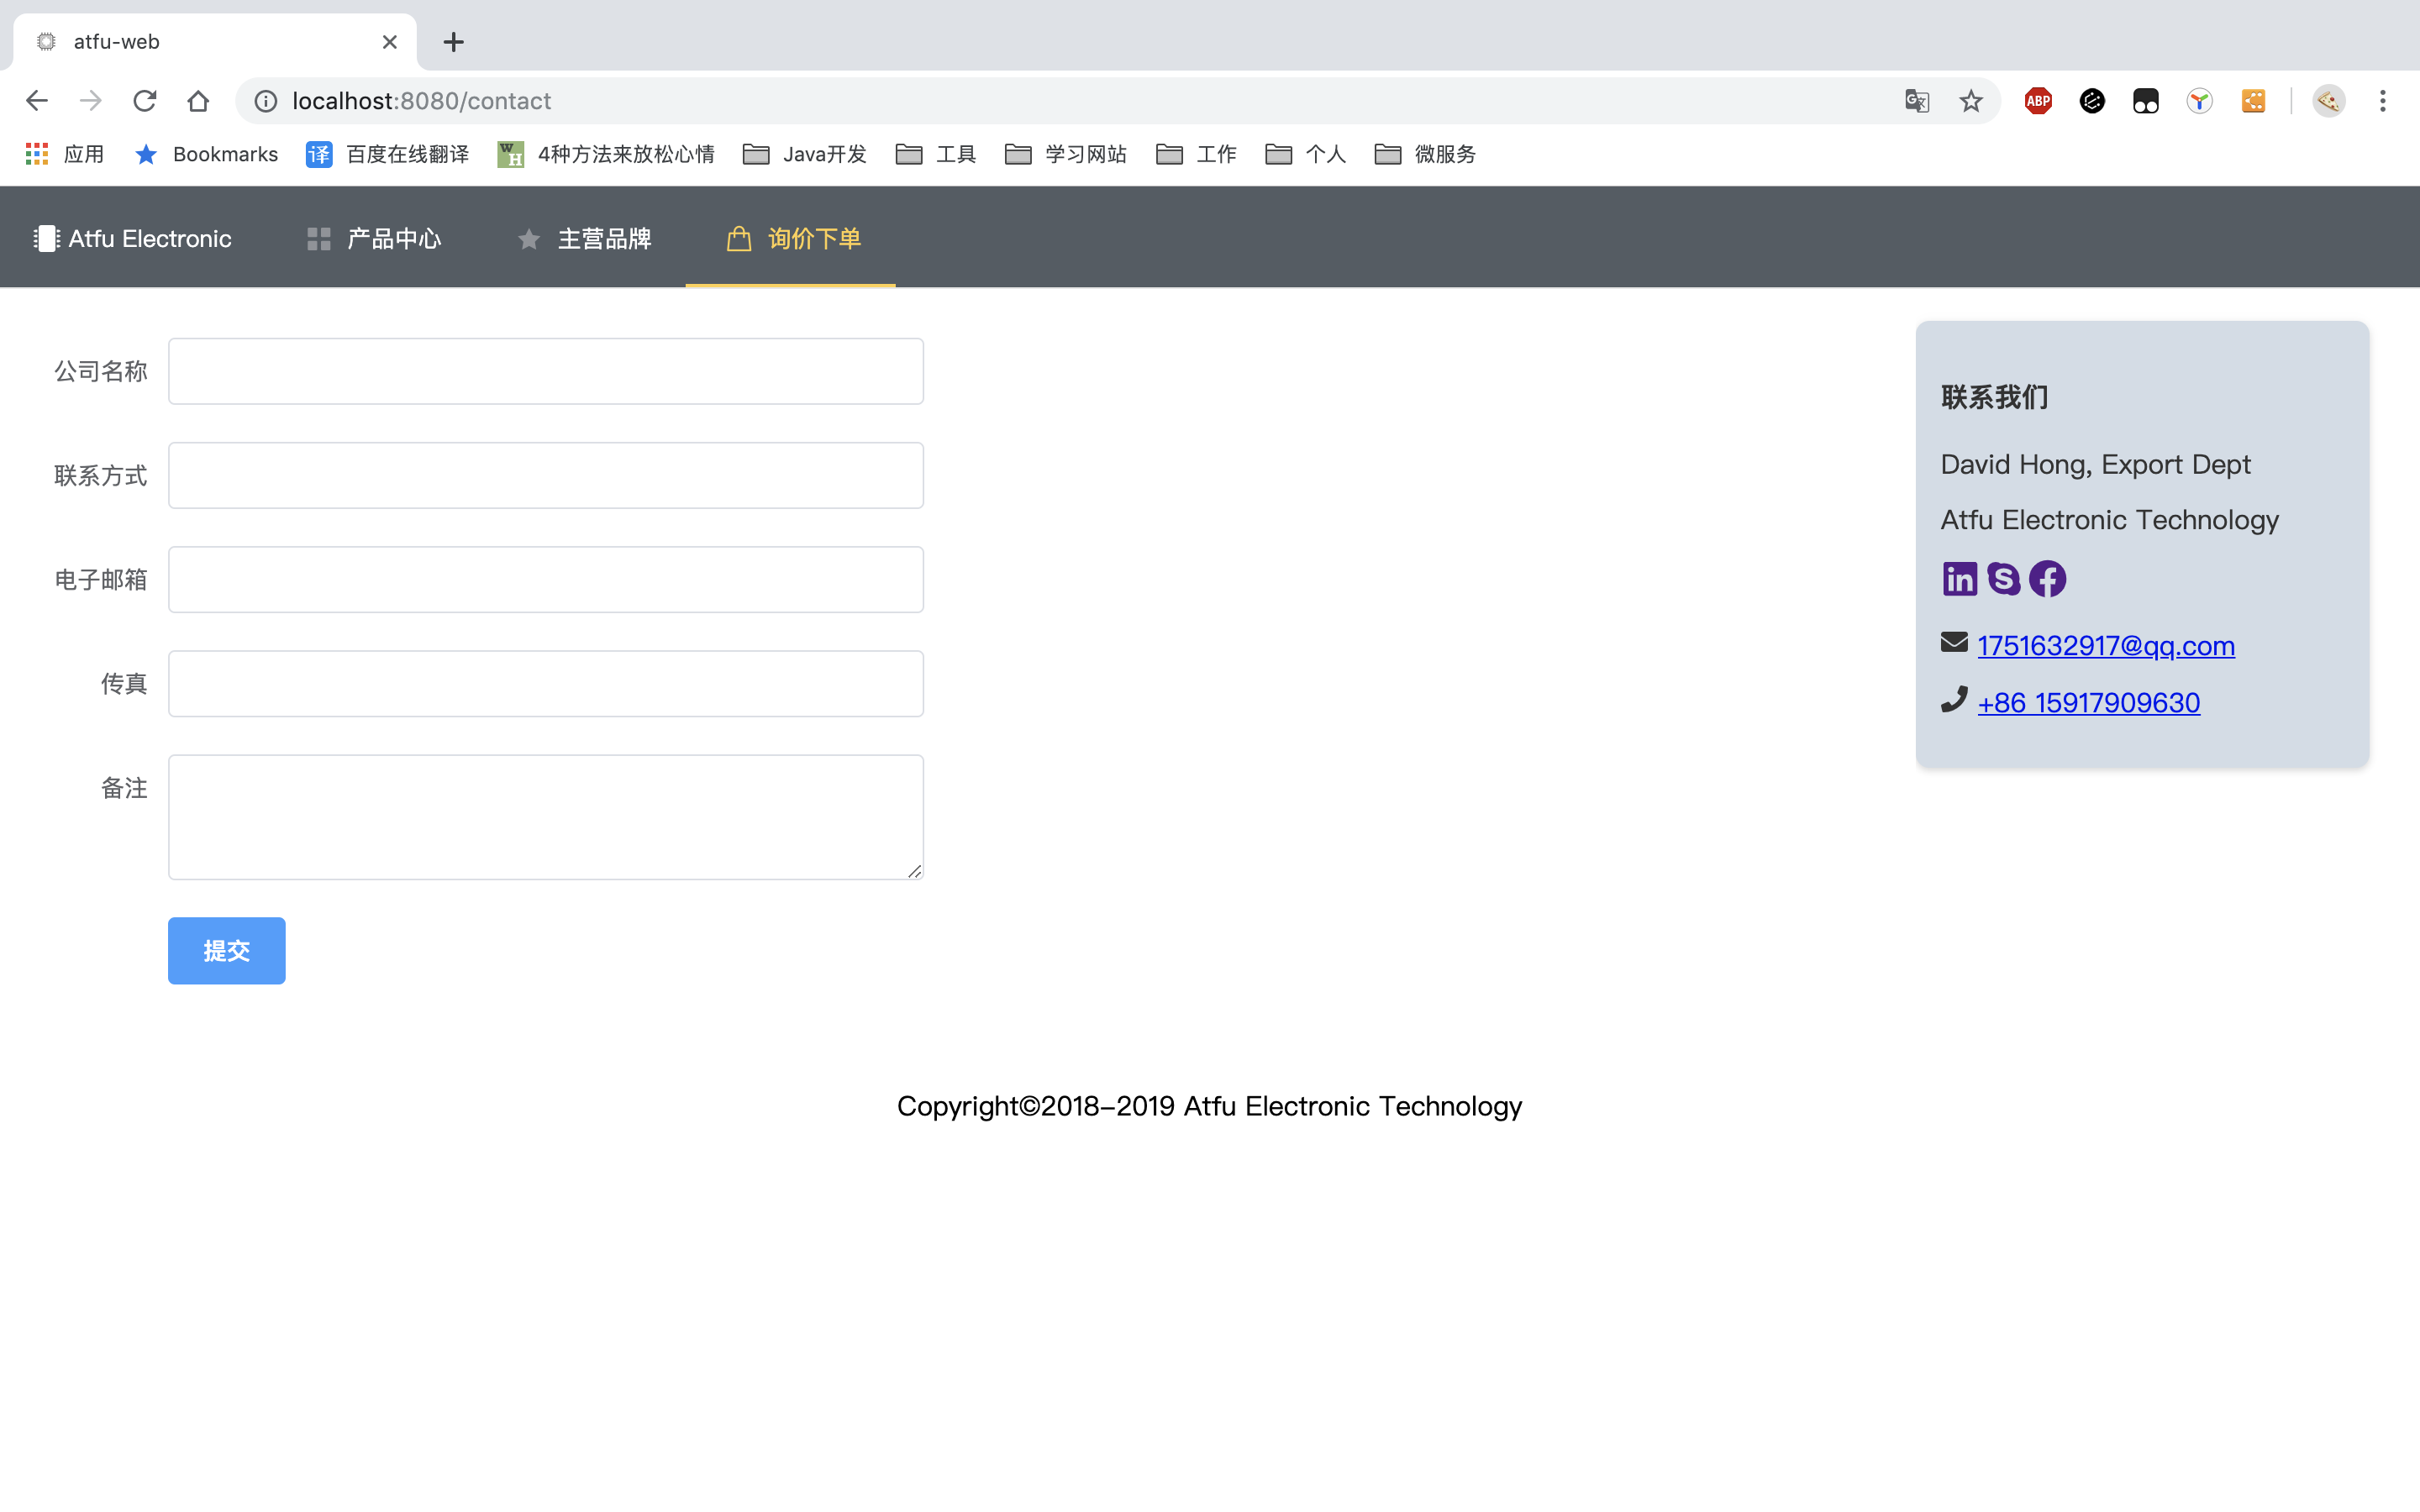 atfu-web
localhost:8080/contact
ABP
应用 Bookmarks 译 百度在线翻译 WH 4种方法来放松心情 Java开发 工具 学习网站 工作 个人 微服务
Atfu Electronic 产品中心 主营品牌 询价下单
公司名称
联系方式
电子邮箱
传真
备注
提交
联系我们
David Hong, Export Dept
Atfu Electronic Technology
1751632917@qq.com
+86 15917909630
Copyright©2018-2019 Atfu Electronic Technology